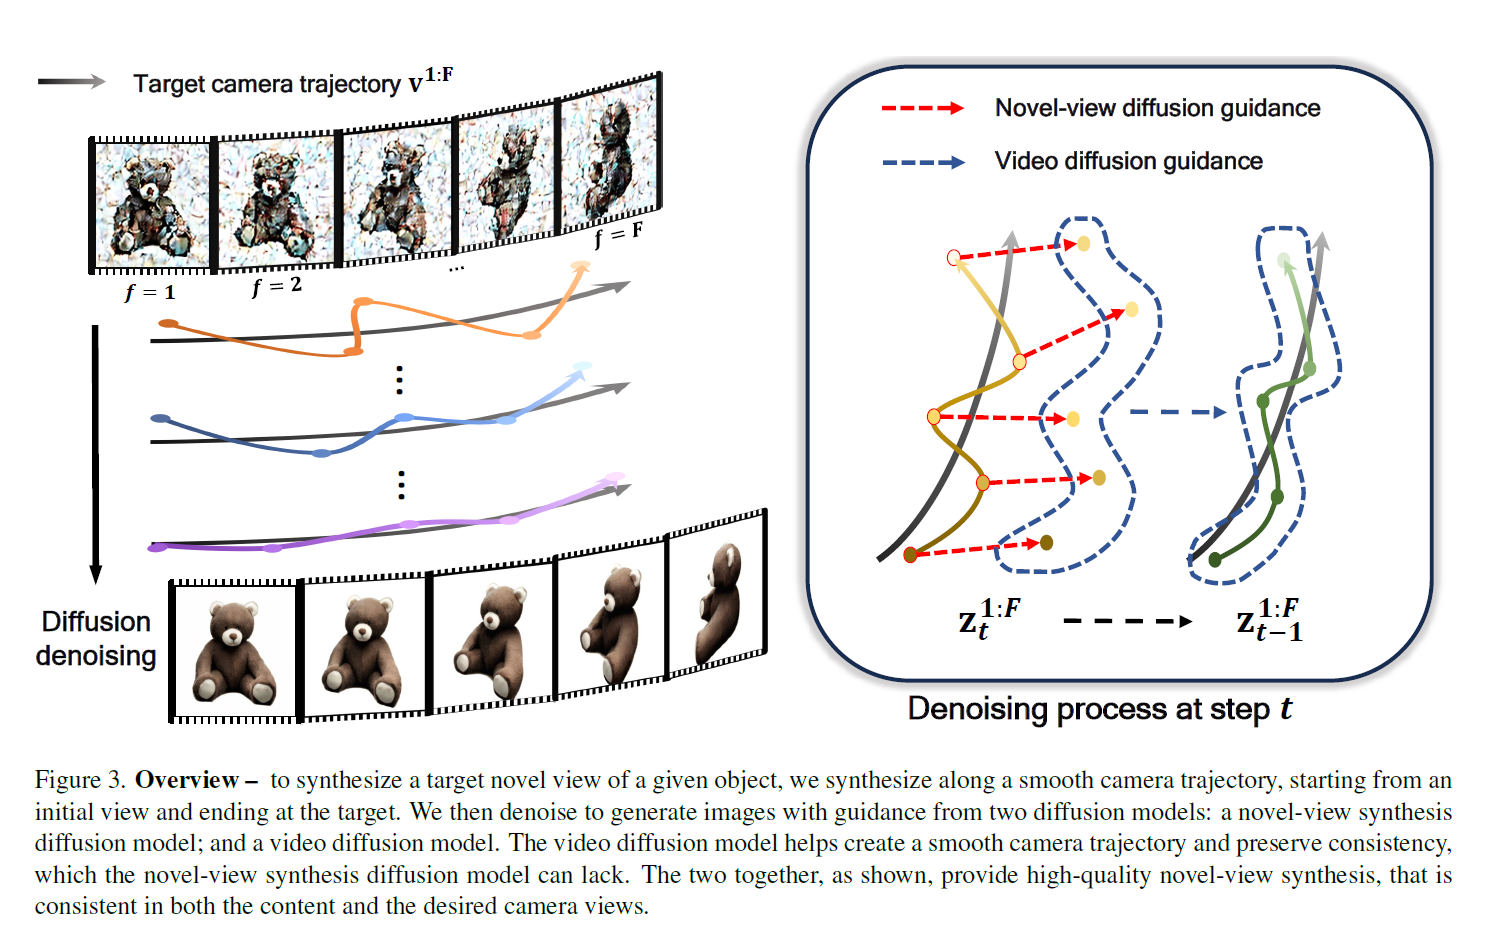 Target camera trajectory v^{1:F}
f = 1
f = 2
...
f = F
Diffusion
denoising
Novel-view diffusion guidance
Video diffusion guidance
z_t^{1:F}
z_{t-1}^{1:F}
Denoising process at step t
Figure 3. Overview – to synthesize a target novel view of a given object, we synthesize along a smooth camera trajectory, starting from an
initial view and ending at the target. We then denoise to generate images with guidance from two diffusion models: a novel-view synthesis
diffusion model; and a video diffusion model. The video diffusion model helps create a smooth camera trajectory and preserve consistency,
which the novel-view synthesis diffusion model can lack. The two together, as shown, provide high-quality novel-view synthesis, that is
consistent in both the content and the desired camera views.